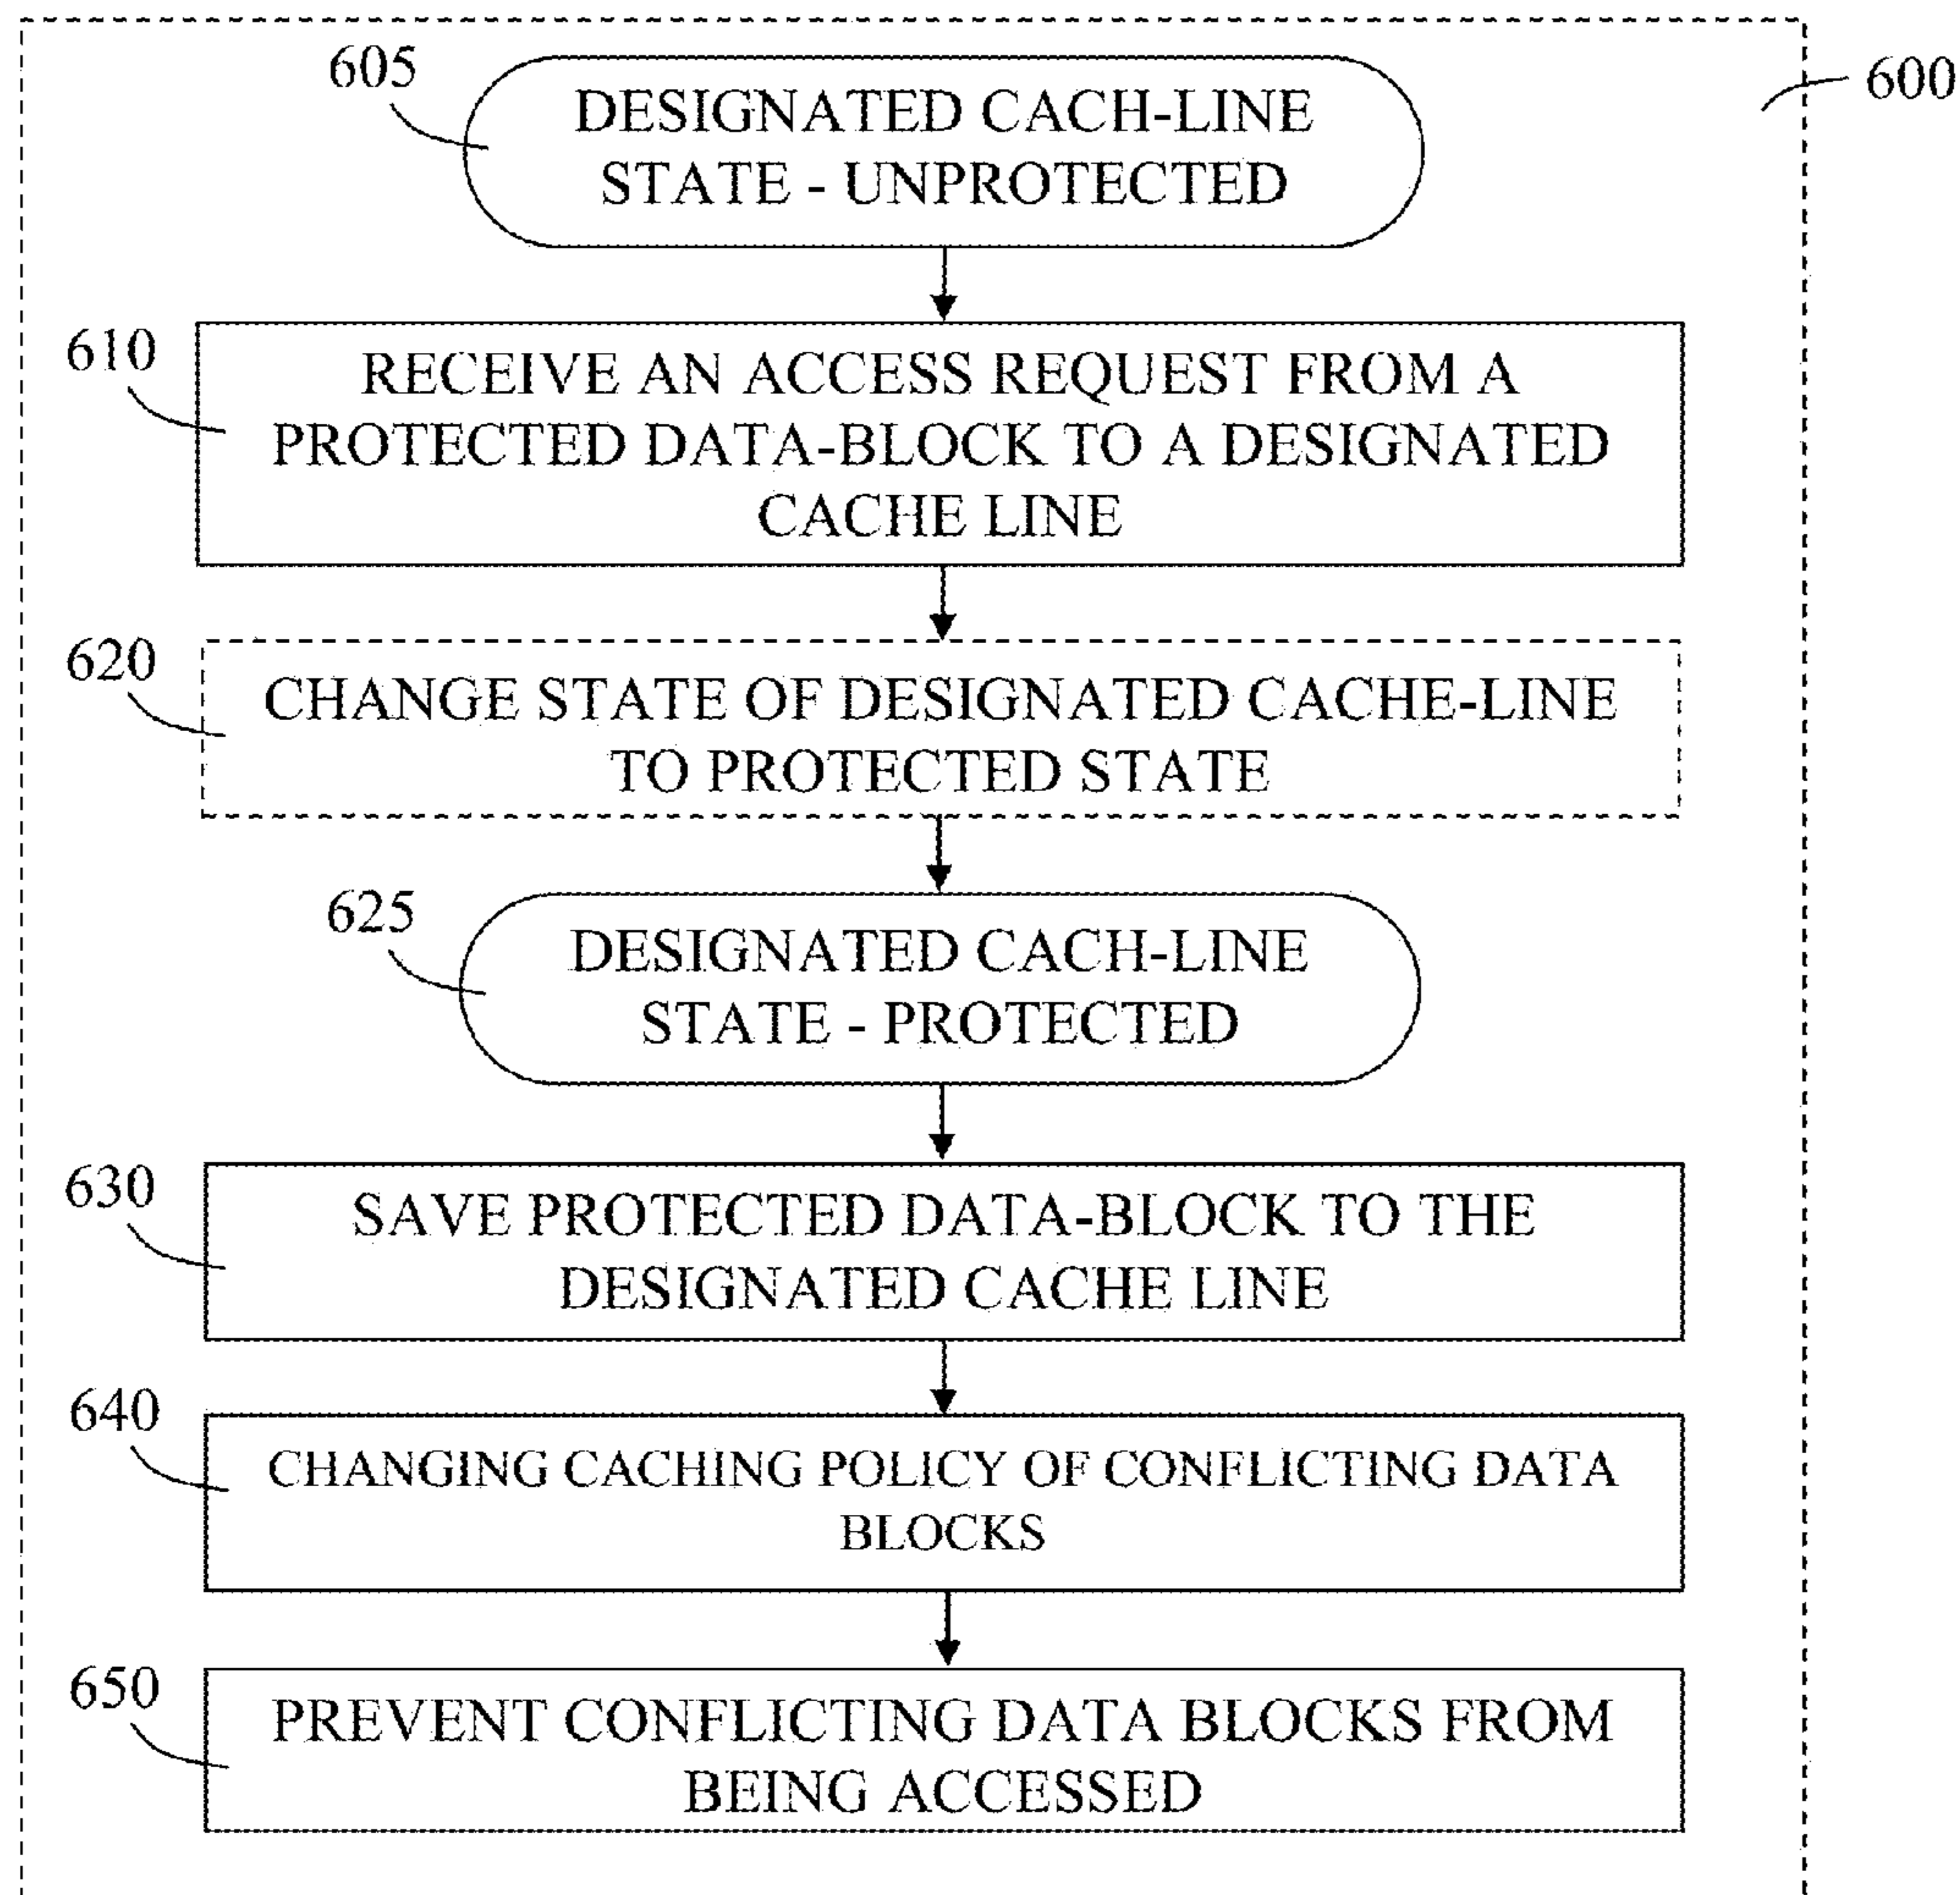 605
DESIGNATED CACH-LINE
STATE - UNPROTECTED
600
610
RECEIVE AN ACCESS REQUEST FROM A
PROTECTED DATA-BLOCK TO A DESIGNATED
CACHE LINE
620
CHANGE STATE OF DESIGNATED CACHE-LINE
TO PROTECTED STATE
625
DESIGNATED CACH-LINE
STATE - PROTECTED
630
SAVE PROTECTED DATA-BLOCK TO THE
DESIGNATED CACHE LINE
640
CHANGING CACHING POLICY OF CONFLICTING DATA
BLOCKS
650
PREVENT CONFLICTING DATA BLOCKS FROM
BEING ACCESSED